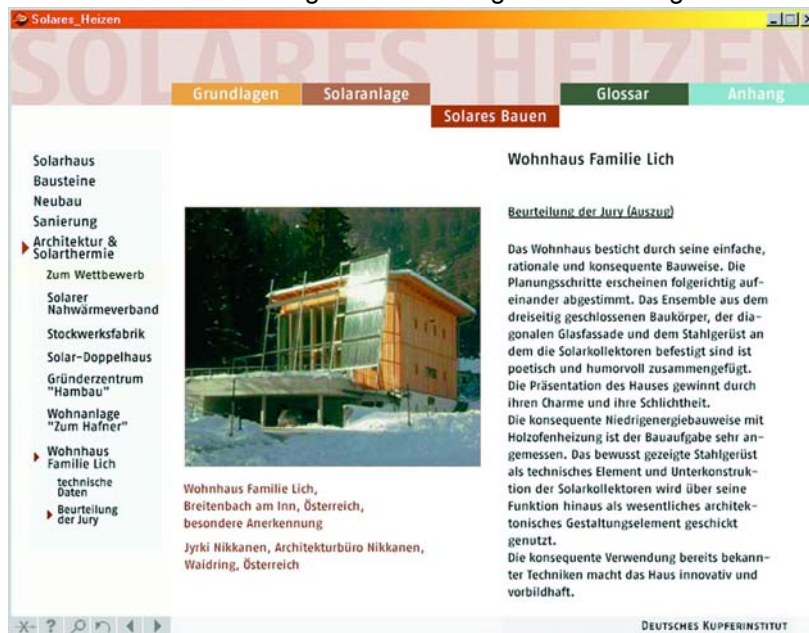 Solares_Heizen
SOLARES HEIZEN
Grundlagen
Solaranlage
Solares Bauen
Glossar
Anhang
Solarhaus
Bausteine
Neubau
Sanierung
Architektur &
Solarthermie
Zum Wettbewerb
Solarer
Nahwärmeverband
Stockwerksfabrik
Solar-Doppelhaus
Gründerzentrum
"Hambau"
Wohnanlage
"Zum Hafner"
Wohnhaus
Familie Lich
technische
Daten
Beurteilung
der Jury
Wohnhaus Familie Lich,
Breitenbach am Inn, Österreich,
besondere Anerkennung
Jyrki Nikkanen, Architekturbüro Nikkanen,
Waidring, Österreich
Wohnhaus Familie Lich
Beurteilung der Jury (Auszug)
Das Wohnhaus besticht durch seine einfache,
rationale und konsequente Bauweise. Die
Planungsschritte erscheinen folgerichtig auf-
einander abgestimmt. Das Ensemble aus dem
dreiseitig geschlossenen Baukörper, der dia-
gonalen Glasfassade und dem Stahlgerüst an
dem die Solarkollektoren befestigt sind ist
poetisch und humorvoll zusammengefügt.
Die Präsentation des Hauses gewinnt durch
ihren Charme und ihre Schlichtheit.
Die konsequente Niedrigenergiebauweise mit
Holzofenheizung ist der Bauaufgabe sehr an-
gemessen. Das bewusst gezeigte Stahlgerüst
als technisches Element und Unterkonstruk-
tion der Solarkollektoren wird über seine
Funktion hinaus als wesentliches architek-
tonisches Gestaltungselement geschickt
genutzt.
Die konsequente Verwendung bereits bekann-
ter Techniken macht das Haus innovativ und
vorbildhaft.
DEUTSCHES KUPFERINSTITUT